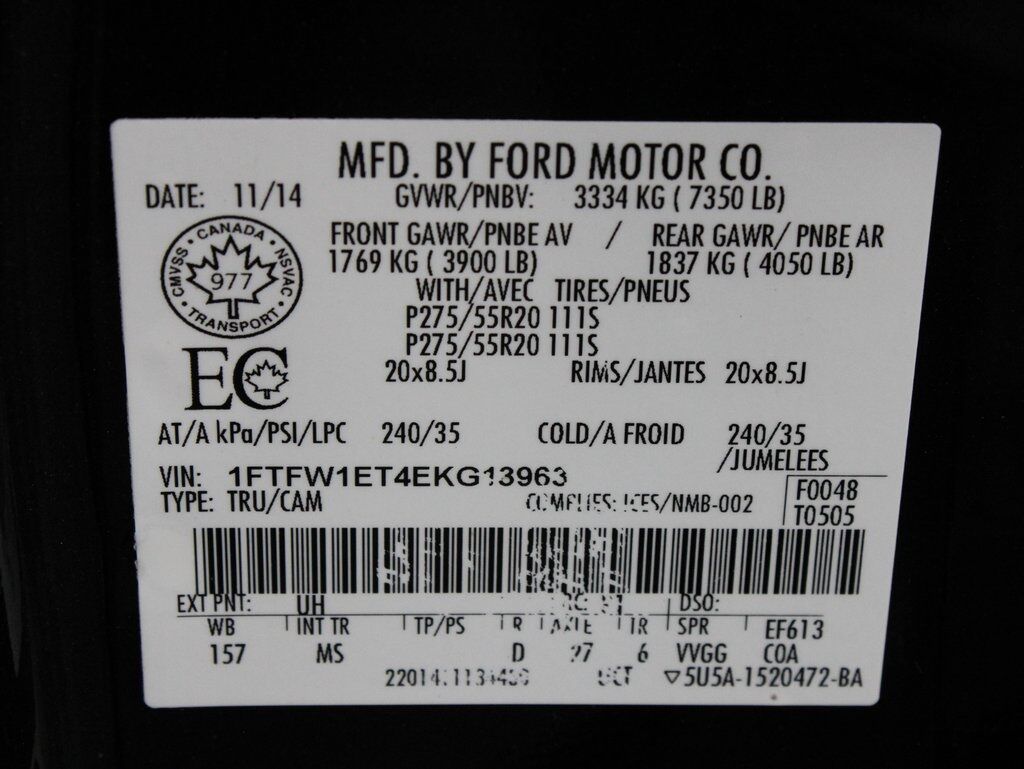 MFD. BY FORD MOTOR CO.
DATE: 11/14 GVWR/PNBV: 3334 KG ( 7350 LB)
FRONT GAWR/PNBE AV / REAR GAWR/ PNBE AR
1769 KG ( 3900 LB) 1837 KG ( 4050 LB)
CANADA
CMVSS 977 NSVAC
TRANSPORT
WITH/AVEC TIRES/PNEUS
P275/55R20 111S
P275/55R20 111S
EC
20x8.5J RIMS/JANTES 20x8.5J
AT/A kPa/PSI/LPC 240/35 COLD/A FROID 240/35
/JUMELEES
VIN: 1FTFW1ET4EKG13963
TYPE: TRU/CAM COMPLIES: ICES/NMB-002
F0048
T0505
EXT PNT: UH DSO:
WB INT TR TP/PS R AXLE TR SPR EF613
157 MS D 6 VVGG COA
5U5A-1520472-BA